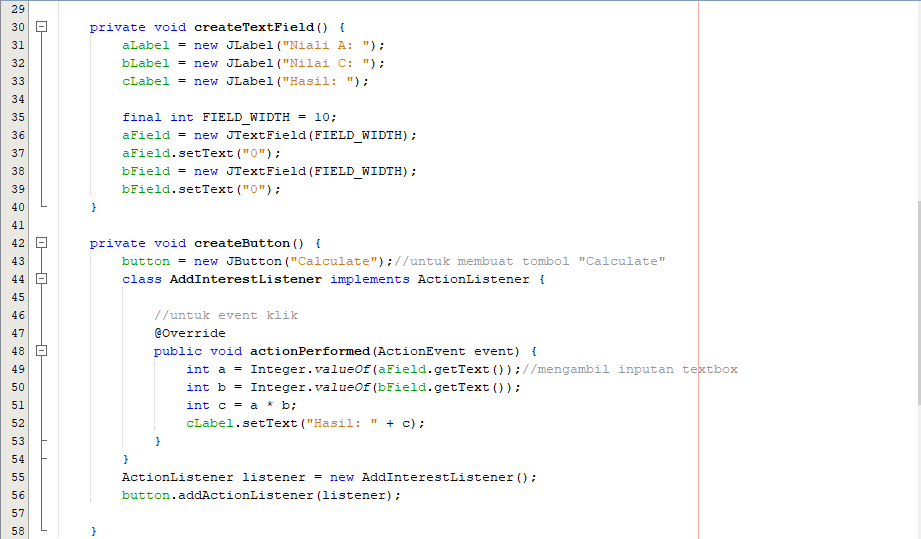 29
30 private void createTextField() {
31 aLabel = new JLabel("Niali A: ");
32 bLabel = new JLabel("Nilai C: ");
33 cLabel = new JLabel("Hasil: ");
34
35 final int FIELD_WIDTH = 10;
36 aField = new JTextField(FIELD_WIDTH);
37 aField.setText("0");
38 bField = new JTextField(FIELD_WIDTH);
39 bField.setText("0");
40 }
41
42 private void createButton() {
43 button = new JButton("Calculate");//untuk membuat tombol "Calculate"
44 class AddInterestListener implements ActionListener {
45
46 //untuk event klik
47 @Override
48 public void actionPerformed(ActionEvent event) {
49 int a = Integer.valueOf(aField.getText());//mengambil inputan textbox
50 int b = Integer.valueOf(bField.getText());
51 int c = a * b;
52 cLabel.setText("Hasil: " + c);
53 }
54 }
55 ActionListener listener = new AddInterestListener();
56 button.addActionListener(listener);
57
58 }